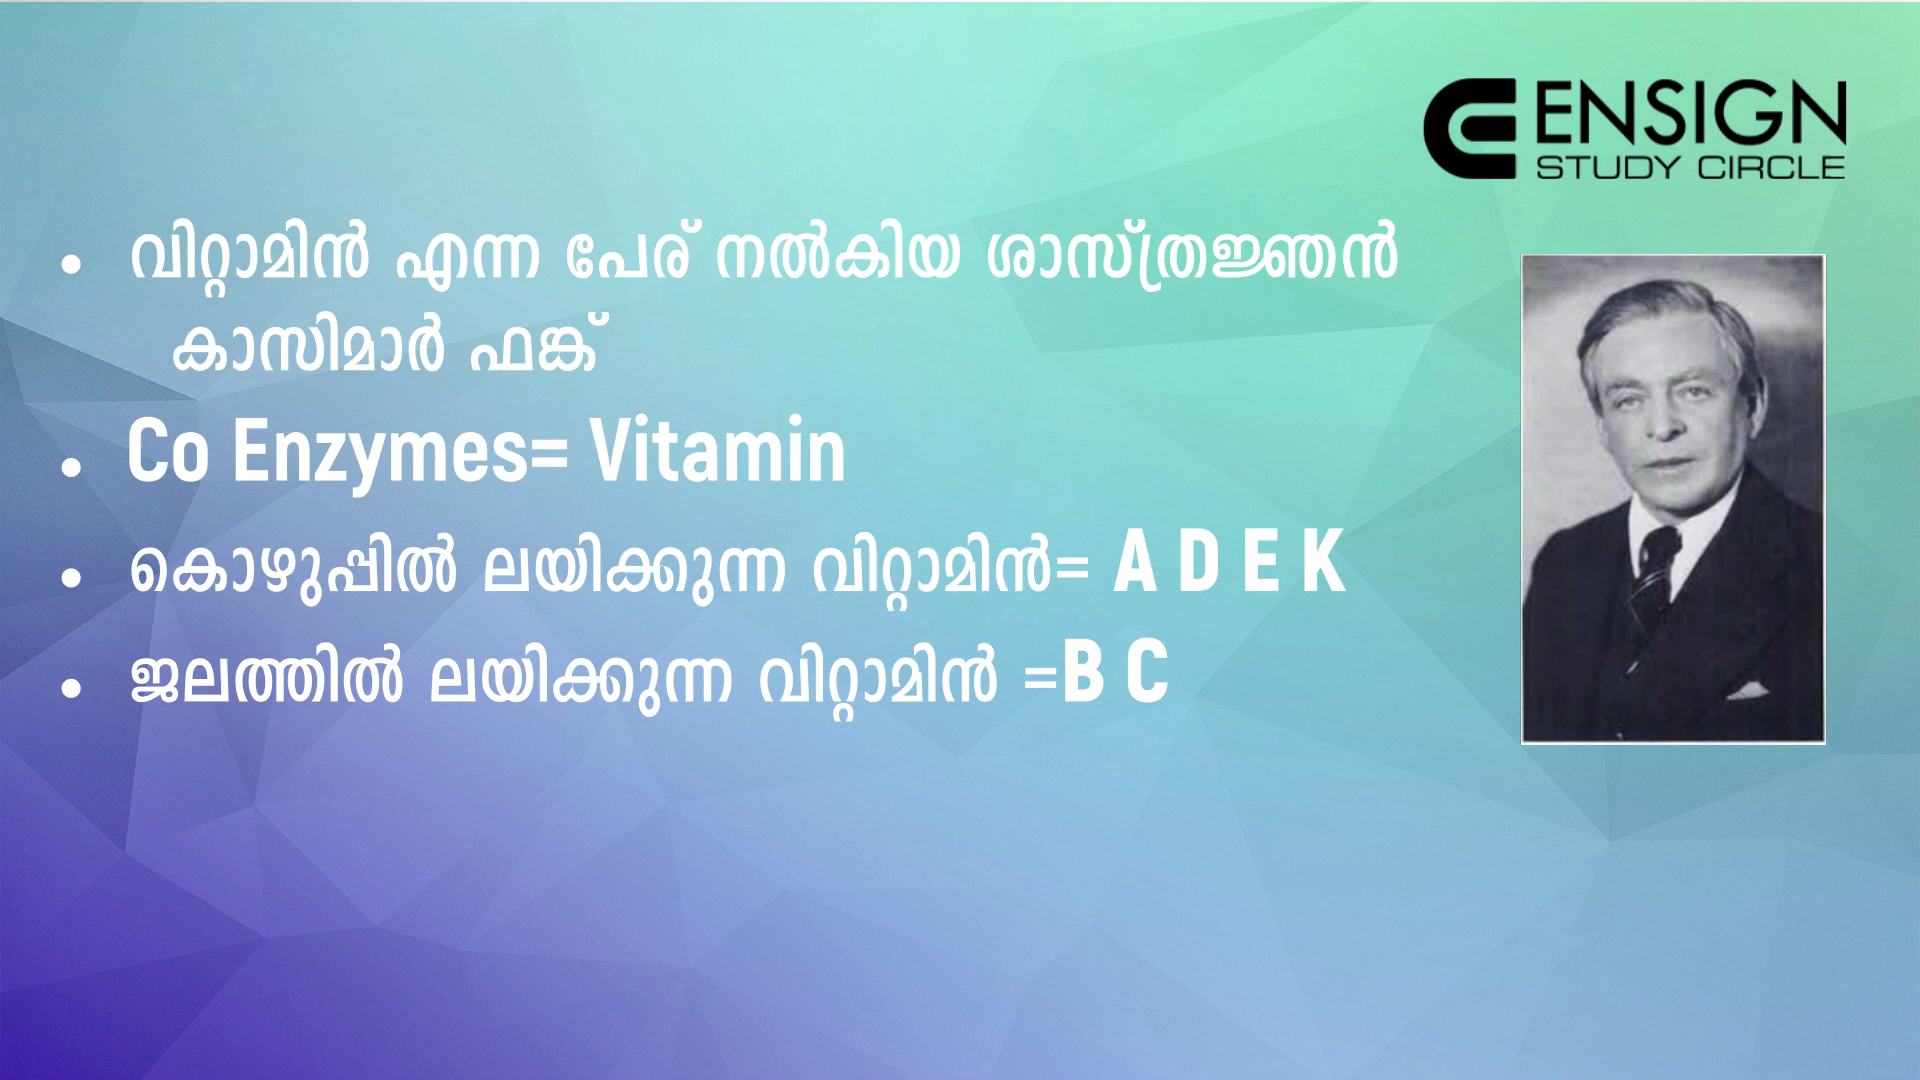 ENSIGN
STUDY CIRCLE
• വിറ്റാമിൻ എന്ന പേര് നൽകിയ ശാസ്ത്രജ്ഞൻ
കാസിമാർ ഫങ്ക്
• Co Enzymes= Vitamin
• കൊഴുപ്പിൽ ലയിക്കുന്ന വിറ്റാമിൻ= A D E K
• ജലത്തിൽ ലയിക്കുന്ന വിറ്റാമിൻ =B C